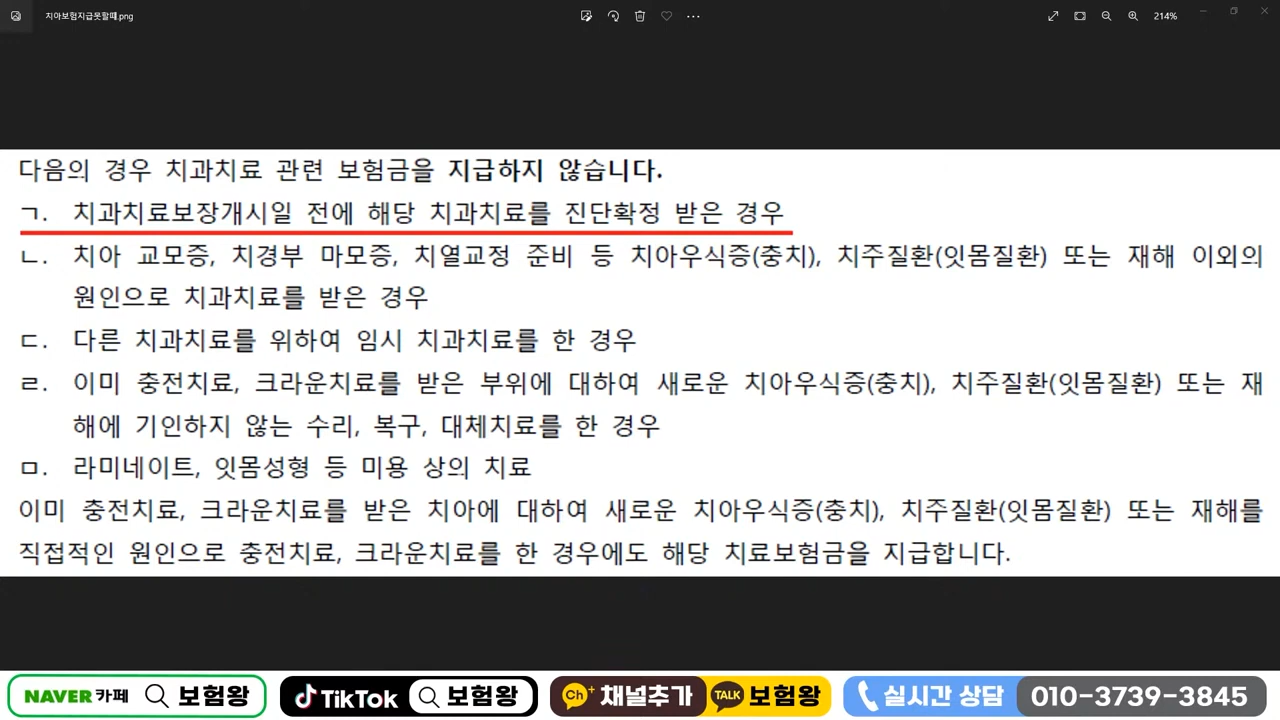 치아보험지급못할때.png
214%
다음의 경우 치과치료 관련 보험금을 지급하지 않습니다.
ㄱ. 치과치료보장개시일 전에 해당 치과치료를 진단확정 받은 경우
ㄴ. 치아 교모증, 치경부 마모증, 치열교정 준비 등 치아우식증(충치), 치주질환(잇몸질환) 또는 재해 이외의
원인으로 치과치료를 받은 경우
ㄷ. 다른 치과치료를 위하여 임시 치과치료를 한 경우
ㄹ. 이미 충전치료, 크라운치료를 받은 부위에 대하여 새로운 치아우식증(충치), 치주질환(잇몸질환) 또는 재
해에 기인하지 않는 수리, 복구, 대체치료를 한 경우
ㅁ. 라미네이트, 잇몸성형 등 미용 상의 치료
이미 충전치료, 크라운치료를 받은 치아에 대하여 새로운 치아우식증(충치), 치주질환(잇몸질환) 또는 재해를
직접적인 원인으로 충전치료, 크라운치료를 한 경우에도 해당 치료보험금을 지급합니다.
NAVER 카페 보험왕 TikTok 보험왕 Ch+ 채널추가 TALK 보험왕 실시간 상담 010-3739-3845